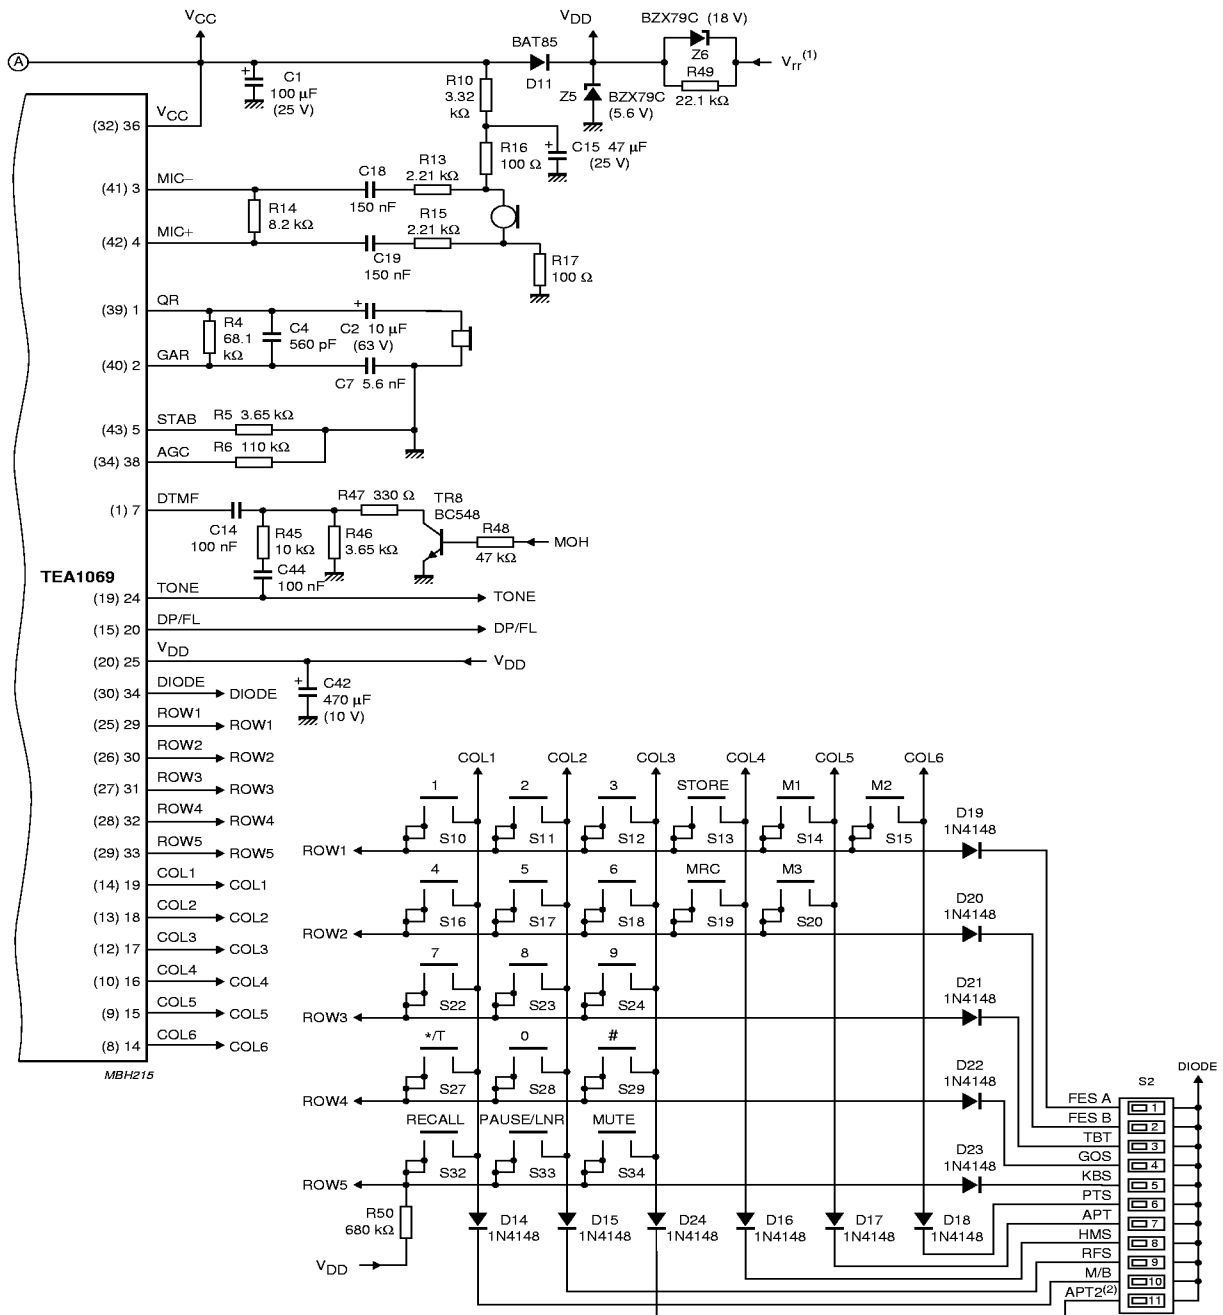 VCC
A
C1
100 µF
(25 V)
BAT85
D11
VDD
BZX79C (18 V)
Z6
R49
22.1 kΩ
Vrr(1)
Z5
BZX79C
(5.6 V)
R10
3.32
kΩ
R16
100 Ω
C15 47 µF
(25 V)
VCC
(32) 36
MIC−
(41) 3
R14
8.2 kΩ
C18
150 nF
R13
2.21 kΩ
MIC+
(42) 4
C19
150 nF
R15
2.21 kΩ
R17
100 Ω
QR
(39) 1
R4
68.1
kΩ
C4
560 pF
C2 10 µF
(63 V)
GAR
(40) 2
C7 5.6 nF
STAB
(43) 5
R5 3.65 kΩ
AGC
(34) 38
R6 110 kΩ
DTMF
(1) 7
C14
100 nF
R45
10 kΩ
C44
100 nF
R46
3.65 kΩ
R47 330 Ω
TR8
BC548
R48
47 kΩ
MOH
TEA1069
TONE
(19) 24
TONE
DP/FL
(15) 20
DP/FL
VDD
(20) 25
VDD
C42
470 µF
(10 V)
DIODE
(30) 34
DIODE
ROW1
(25) 29
ROW1
ROW2
(26) 30
ROW2
ROW3
(27) 31
ROW3
ROW4
(28) 32
ROW4
ROW5
(29) 33
ROW5
COL1
(14) 19
COL1
COL2
(13) 18
COL2
COL3
(12) 17
COL3
COL4
(10) 16
COL4
COL5
(9) 15
COL5
COL6
(8) 14
COL6
MBH215
COL1 COL2 COL3 COL4 COL5 COL6
1 2 3 STORE M1 M2
S10 S11 S12 S13 S14 S15
ROW1
D19
1N4148
4 5 6 MRC M3
S16 S17 S18 S19 S20
ROW2
D20
1N4148
7 8 9
S22 S23 S24
ROW3
D21
1N4148
*/T 0 #
S27 S28 S29
ROW4
D22
1N4148
RECALL PAUSE/LNR MUTE
S32 S33 S34
ROW5
D23
1N4148
R50
680 kΩ
VDD
D14
1N4148
D15
1N4148
D24
1N4148
D16
1N4148
D17
1N4148
D18
1N4148
S2
DIODE
FES A 1
FES B 2
TBT 3
GOS 4
KBS 5
PTS 6
APT 7
HMS 8
RFS 9
M/B 10
APT2(2) 11